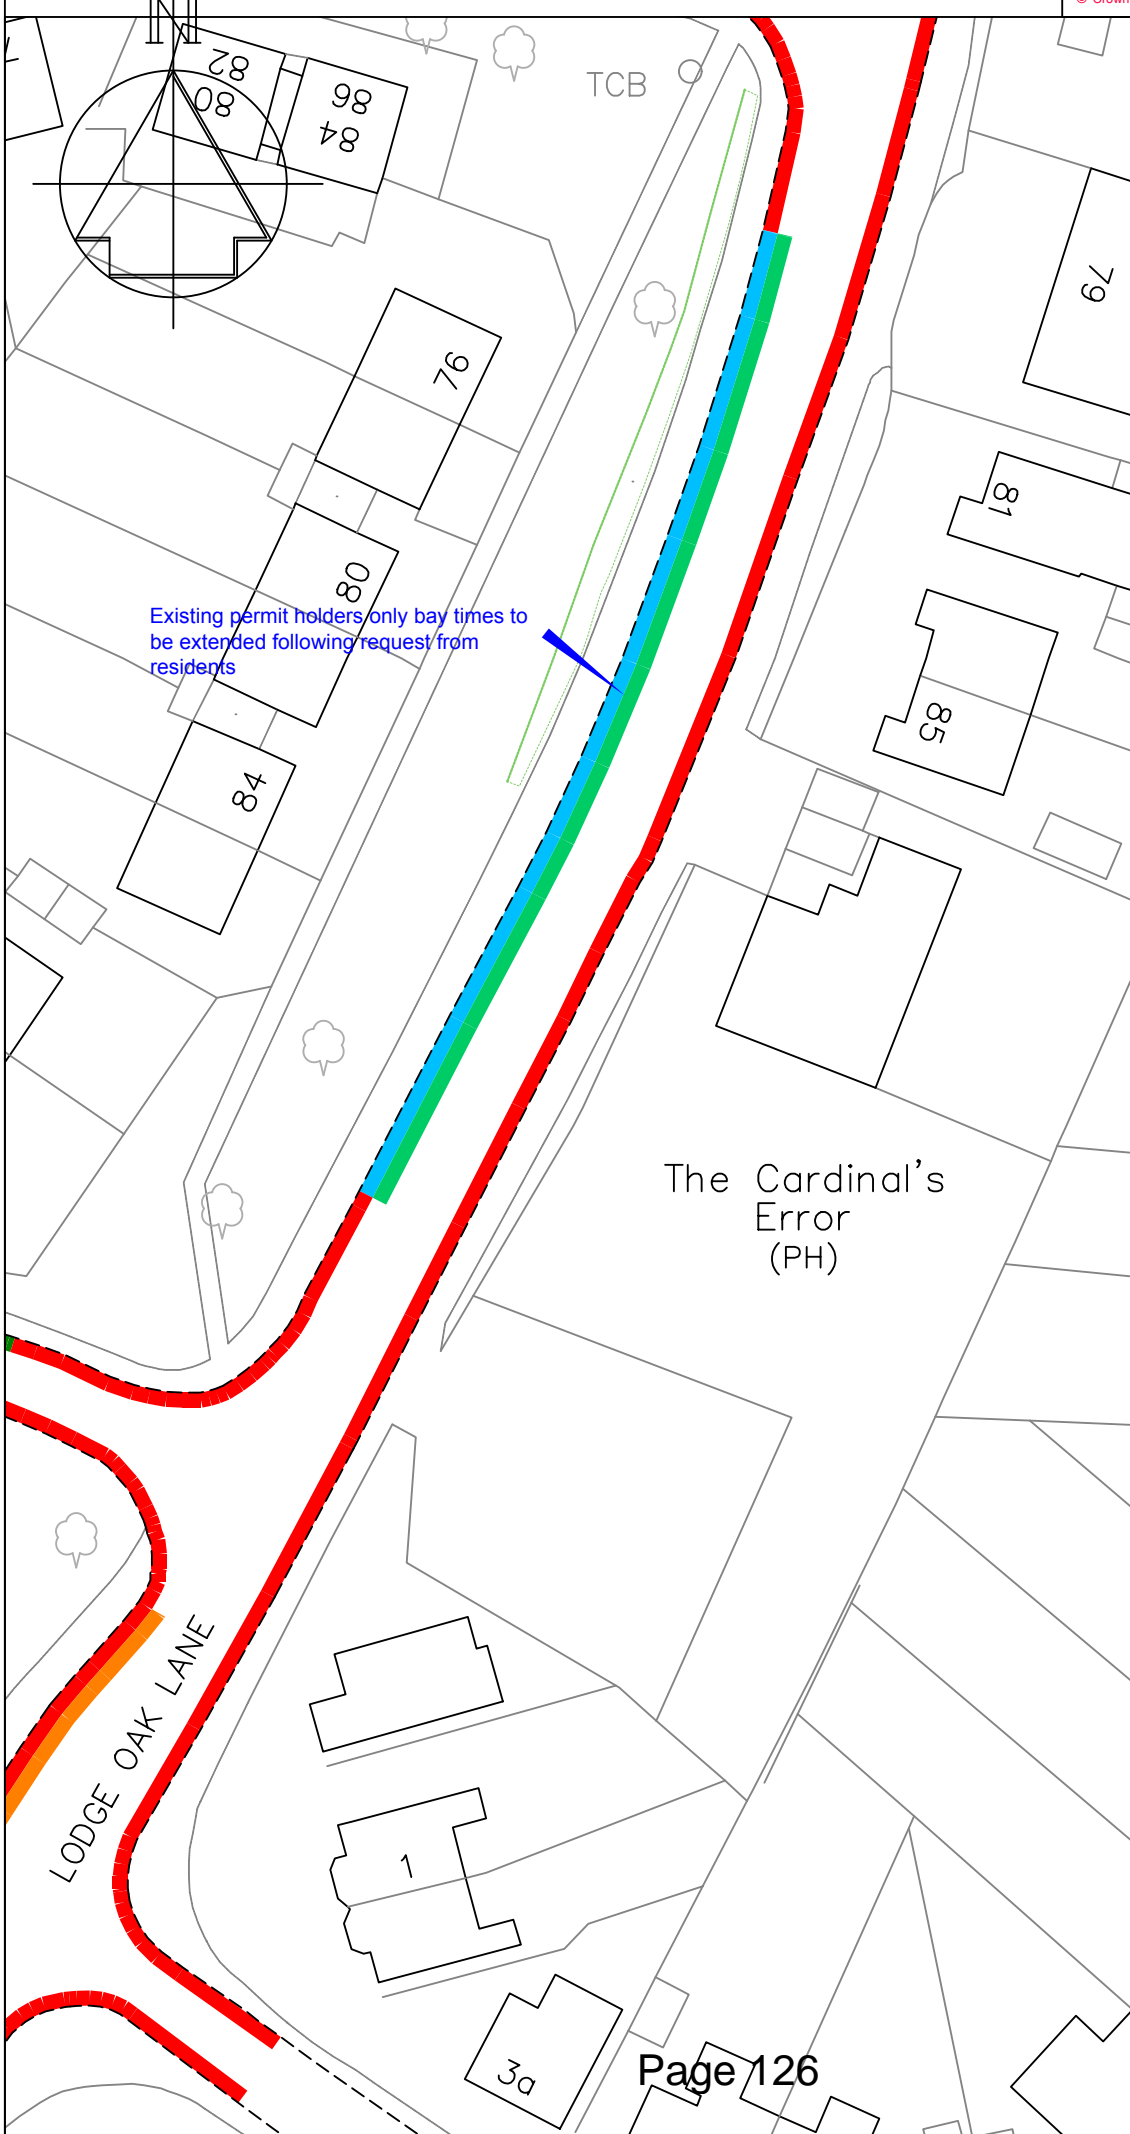 © Crown
N
82
80
86
84
TCB
79
76
81
80
Existing permit holders only bay times to
be extended following request from
residents
85
84
The Cardinal's
Error
(PH)
LODGE OAK LANE
1
3a
Page 126